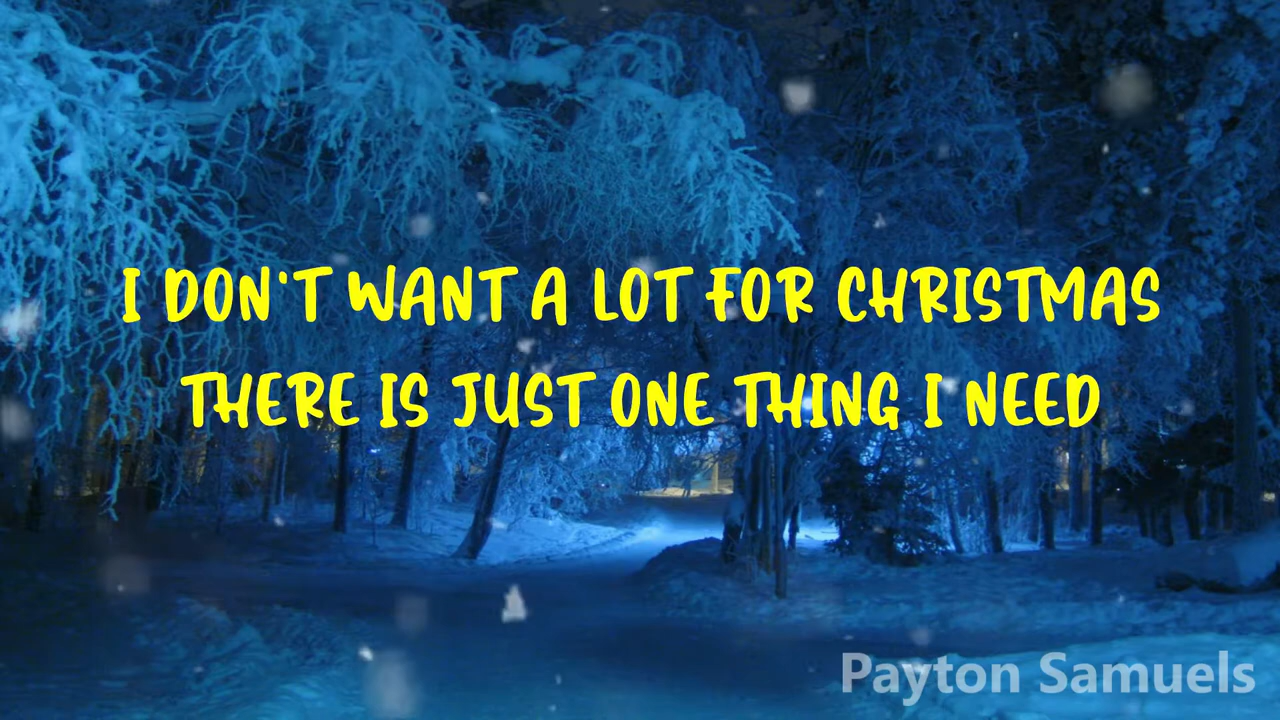 I DON'T WANT A LOT FOR CHRISTMAS
THERE IS JUST ONE THING I NEED
Payton Samuels